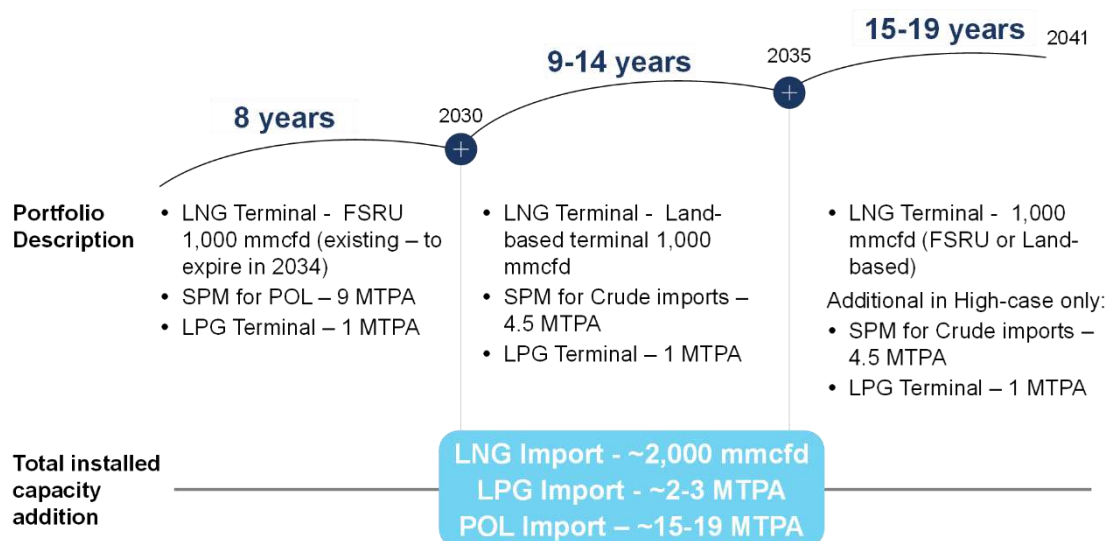 15-19 years
2041
2035
9-14 years
2030
8 years
Portfolio
Description
• LNG Terminal - FSRU
1,000 mmcfd (existing – to
expire in 2034)
• SPM for POL – 9 MTPA
• LPG Terminal – 1 MTPA
• LNG Terminal - Land-
based terminal 1,000
mmcfd
• SPM for Crude imports –
4.5 MTPA
• LPG Terminal – 1 MTPA
• LNG Terminal - 1,000
mmcfd (FSRU or Land-
based)
Additional in High-case only:
• SPM for Crude imports –
4.5 MTPA
• LPG Terminal – 1 MTPA
Total installed
capacity
addition
LNG Import - ~2,000 mmcfd
LPG Import - ~2-3 MTPA
POL Import – ~15-19 MTPA